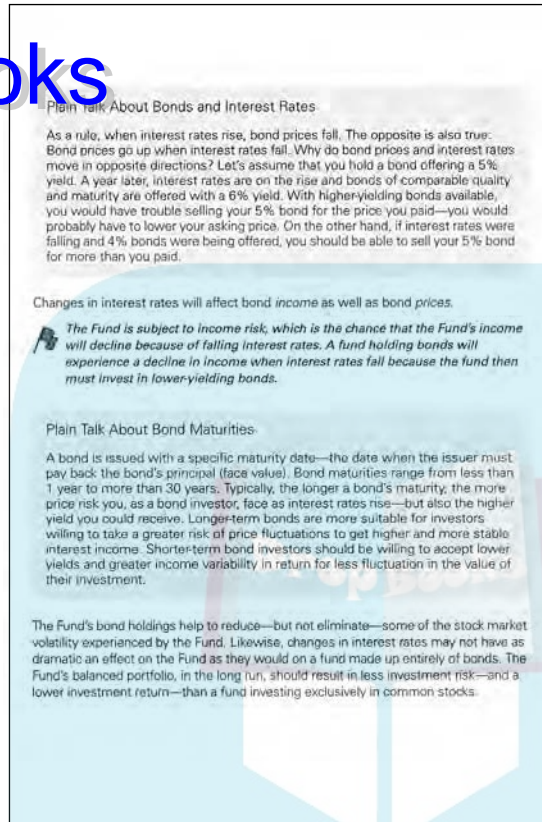 oks
Plain Talk About Bonds and Interest Rates
As a rule, when interest rates rise, bond prices fall. The opposite is also true:
Bond prices go up when interest rates fall. Why do bond prices and interest rates
move in opposite directions? Let's assume that you hold a bond offering a 5%
yield. A year later, interest rates are on the rise and bonds of comparable quality
and maturity are offered with a 6% yield. With higher-yielding bonds available,
you would have trouble selling your 5% bond for the price you paid—you would
probably have to lower your asking price. On the other hand, if interest rates were
falling and 4% bonds were being offered, you should be able to sell your 5% bond
for more than you paid.
Changes in interest rates will affect bond income as well as bond prices.
The Fund is subject to income risk, which is the chance that the Fund's income
will decline because of falling interest rates. A fund holding bonds will
experience a decline in income when interest rates fall because the fund then
must invest in lower-yielding bonds.
Plain Talk About Bond Maturities
A bond is issued with a specific maturity date—the date when the issuer must
pay back the bond's principal (face value). Bond maturities range from less than
1 year to more than 30 years. Typically, the longer a bond's maturity, the more
price risk you, as a bond investor, face as interest rates rise—but also the higher
yield you could receive. Longer-term bonds are more suitable for investors
willing to take a greater risk of price fluctuations to get higher and more stable
interest income. Shorter-term bond investors should be willing to accept lower
yields and greater income variability in return for less fluctuation in the value of
their investment.
The Fund's bond holdings help to reduce—but not eliminate—some of the stock market
volatility experienced by the Fund. Likewise, changes in interest rates may not have as
dramatic an effect on the Fund as they would on a fund made up entirely of bonds. The
Fund's balanced portfolio, in the long run, should result in less investment risk—and a
lower investment return—than a fund investing exclusively in common stocks.